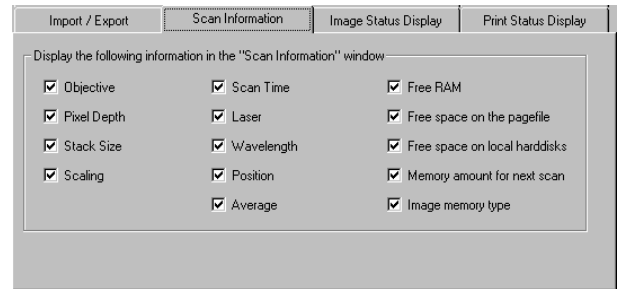 Import / Export
Scan Information
Image Status Display
Print Status Display
Display the following information in the "Scan Information" window
Objective
Scan Time
Free RAM
Pixel Depth
Laser
Free space on the pagefile
Stack Size
Wavelength
Free space on local harddisks
Scaling
Position
Memory amount for next scan
Average
Image memory type